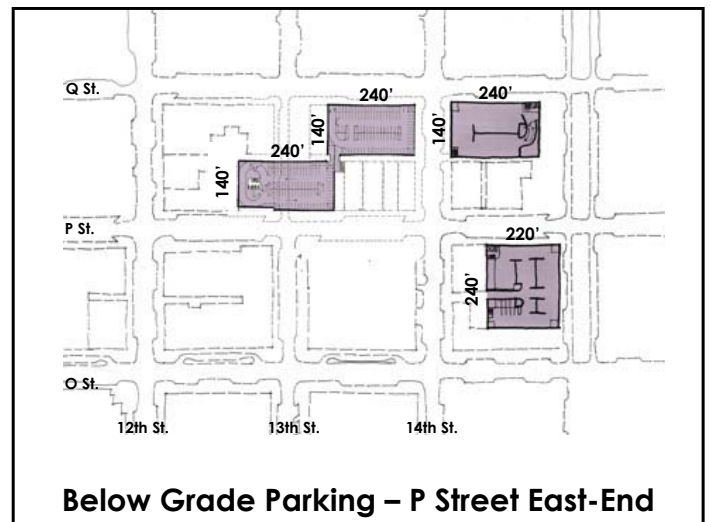 Q St.
240'
240'
140'
140'
240'
140'
P St.
220'
240'
O St.
12th St.
13th St.
14th St.
Below Grade Parking – P Street East-End